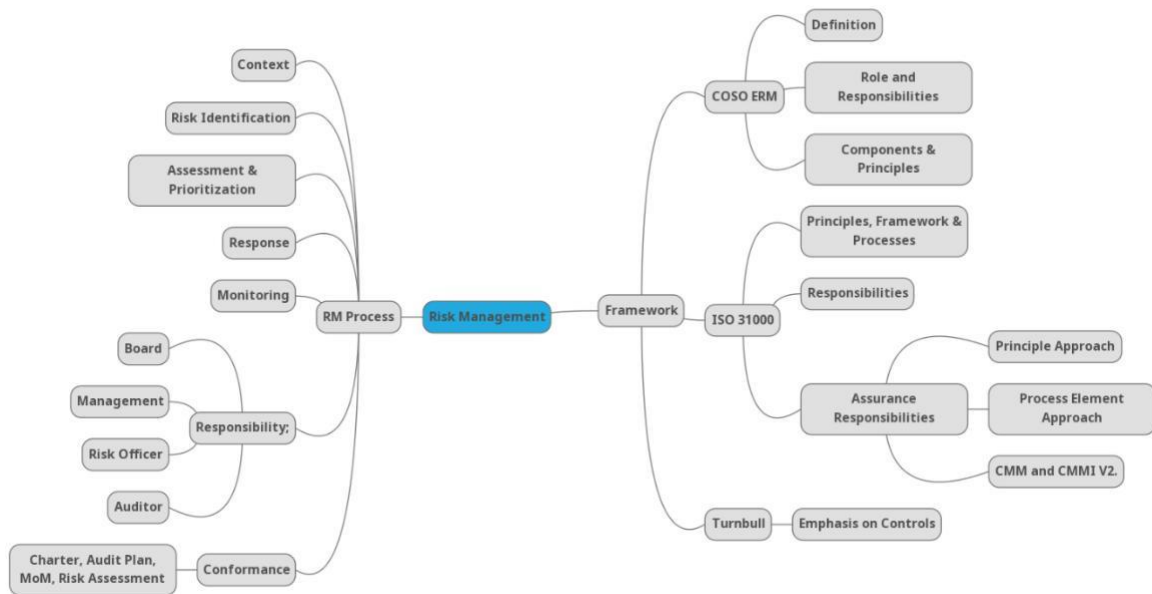 Context
Risk Identification
Assessment &
Prioritization
Response
Monitoring
RM Process
Board
Management
Responsibility;
Risk Officer
Auditor
Charter, Audit Plan,
MoM, Risk Assessment
Conformance
Risk Management
Framework
Definition
COSO ERM
Role and
Responsibilities
Components &
Principles
Principles, Framework &
Processes
Responsibilities
ISO 31000
Principle Approach
Assurance
Responsibilities
Process Element
Approach
CMM and CMMI V2.
Turnbull
Emphasis on Controls